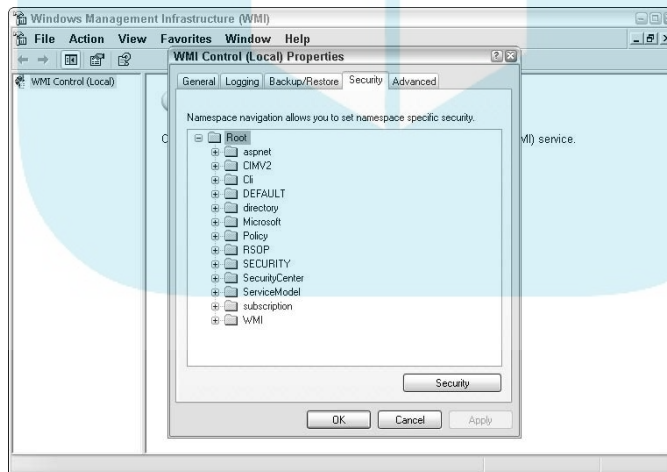 Windows Management Infrastructure (WMI)
File Action View Favorites Window Help
WMI Control (Local)
WMI Control (Local) Properties
General Logging Backup/Restore Security Advanced
Namespace navigation allows you to set namespace specific security.
Root
aspnet
CIMV2
Cli
DEFAULT
directory
Microsoft
Policy
RSOP
SECURITY
SecurityCenter
ServiceModel
subscription
WMI
Security
OK Cancel Apply
C
MI) service.